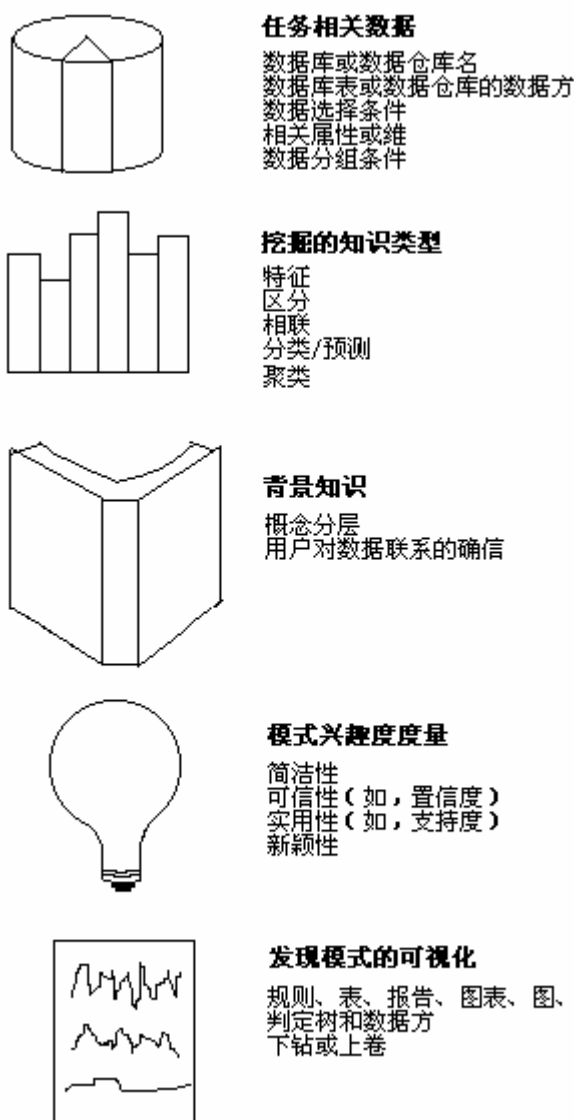 任务相关数据
数据库或数据仓库名
数据库表或数据仓库的数据方
数据选择条件
相关属性或维
数据分组条件
挖掘的知识类型
特征
区分
相联
分类/预测
聚类
背景知识
概念分层
用户对数据联系的确信
模式兴趣度度量
简洁性
可信性(如,置信度)
实用性(如,支持度)
新颖性
发现模式的可视化
规则、表、报告、图表、图、
判定树和数据方
下钻或上卷